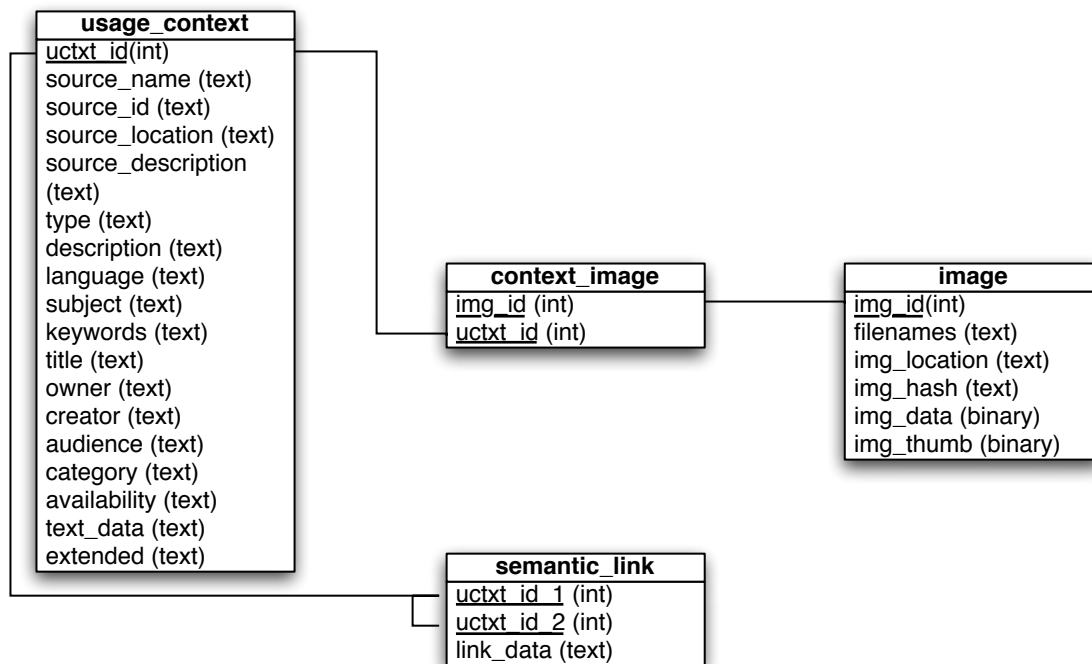 usage_context
uctxt_id(int)
source_name (text)
source_id (text)
source_location (text)
source_description
(text)
type (text)
description (text)
language (text)
subject (text)
keywords (text)
title (text)
owner (text)
creator (text)
audience (text)
category (text)
availability (text)
text_data (text)
extended (text)
context_image
img_id (int)
uctxt_id (int)
image
img_id(int)
filenames (text)
img_location (text)
img_hash (text)
img_data (binary)
img_thumb (binary)
semantic_link
uctxt_id_1 (int)
uctxt_id_2 (int)
link_data (text)